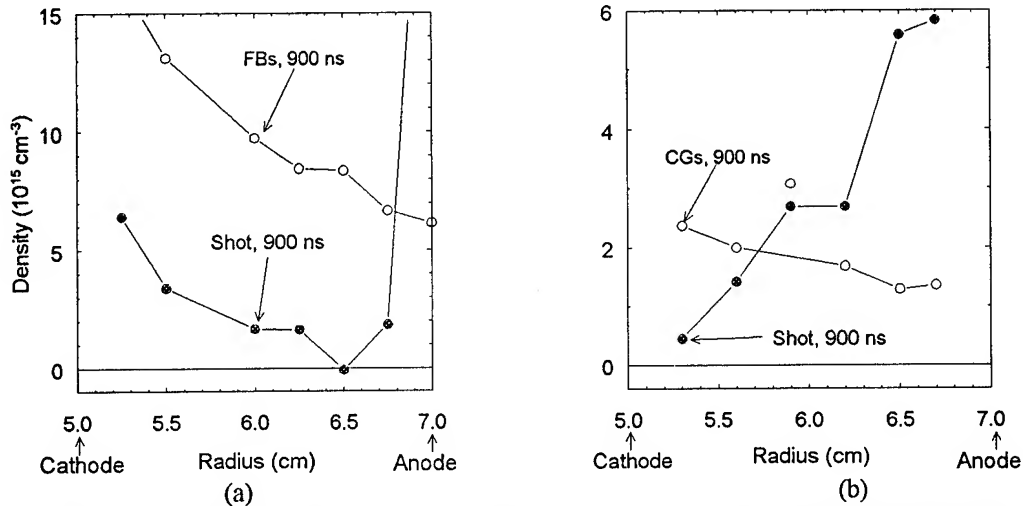 15
10
5
0
Density (10¹⁵ cm⁻³)
FBs, 900 ns
Shot, 900 ns
5.0
5.5
6.0
6.5
7.0
Cathode
Radius (cm)
Anode
(a)
6
4
2
0
CGs, 900 ns
Shot, 900 ns
5.0
5.5
6.0
6.5
7.0
Cathode
Radius (cm)
Anode
(b)